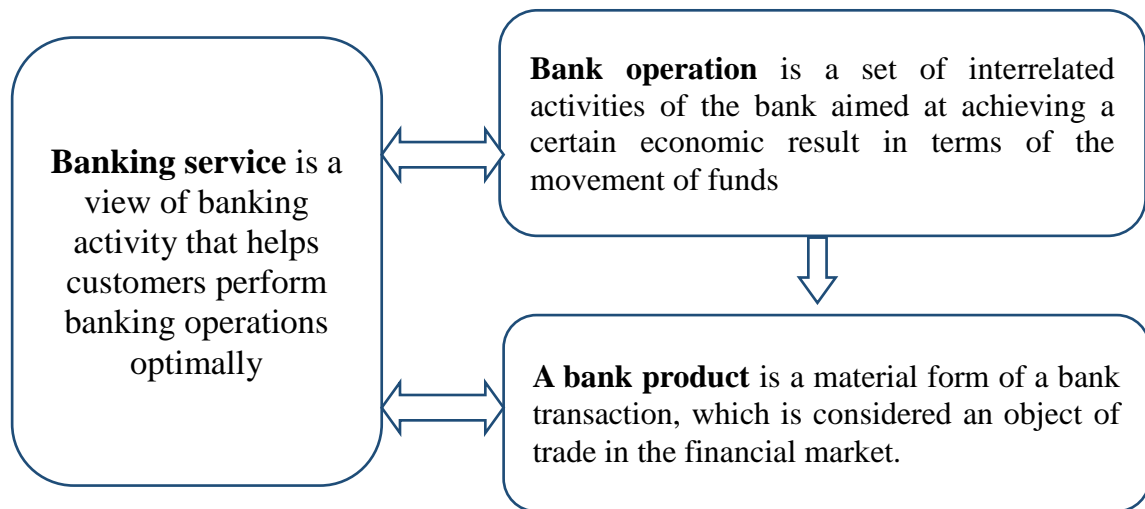 Banking service is a
view of banking
activity that helps
customers perform
banking operations
optimally
Bank operation is a set of interrelated
activities of the bank aimed at achieving a
certain economic result in terms of the
movement of funds
A bank product is a material form of a bank
transaction, which is considered an object of
trade in the financial market.